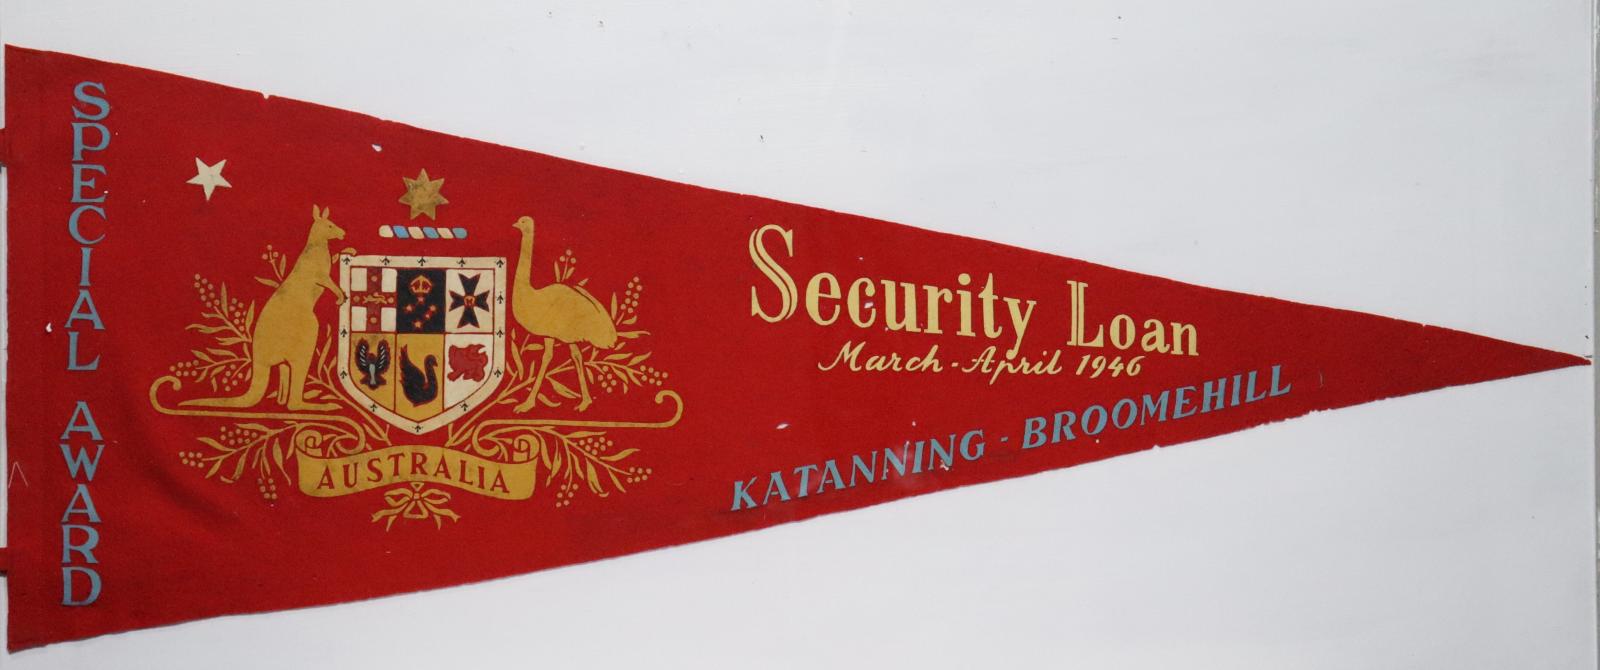 SPECIAL AWARD
AUSTRALIA
Security Loan
March - April 1946
KATANNING - BROOMEHILL